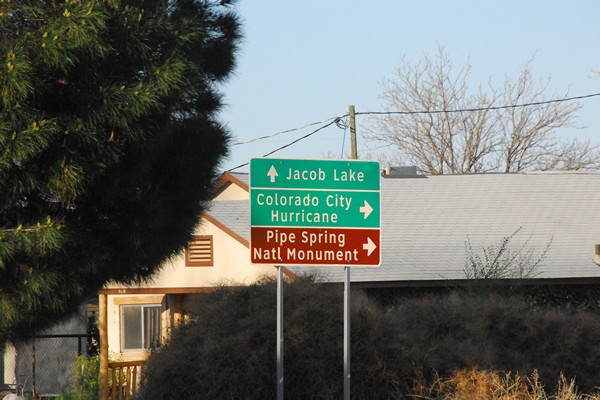 Jacob Lake
Colorado City
Hurricane
Pipe Spring
Natl Monument